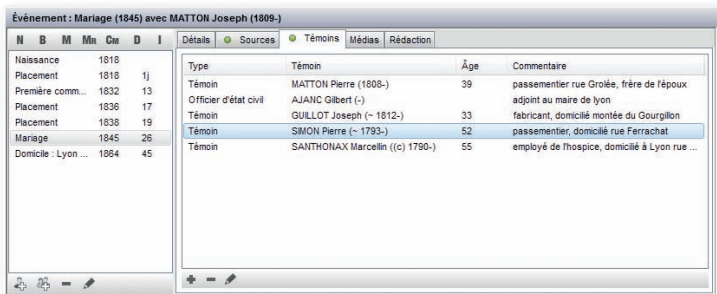 Évènement : Mariage (1845) avec MATTON Joseph (1809-)
N B M MR CM D I
Naissance 1818
Placement 1818 1j
Première comm... 1832 13
Placement 1836 17
Placement 1838 19
Mariage 1845 26
Domicile : Lyon ... 1864 45
Détails Sources Témoins Médias Rédaction
Type Témoin Âge Commentaire
Témoin MATTON Pierre (1808-) 39 passementier rue Grolée, frère de l'époux
Officier d'état civil AJANC Gilbert (-) adjoint au maire de lyon
Témoin GUILLOT Joseph (~ 1812-) 33 fabricant, domicilié montée du Gourgillon
Témoin SIMON Pierre (~ 1793-) 52 passementier, domicilié rue Ferrachat
Témoin SANTHONAX Marcellin ((c) 1790-) 55 employé de l'hospice, domicilié à Lyon rue ...